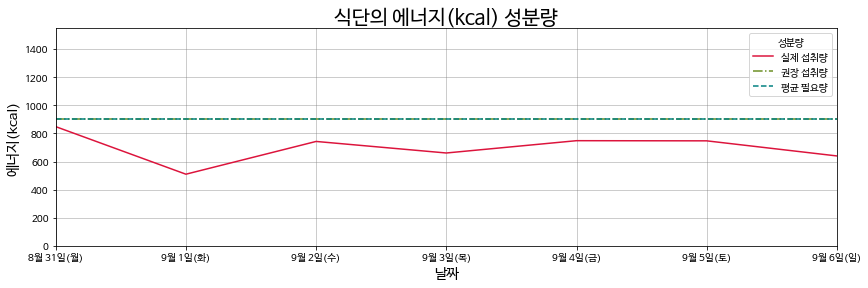 식단의 에너지(kcal) 성분량
에너지(kcal)
1400
1200
1000
800
600
400
200
0
성분량
실제 섭취량
권장 섭취량
평균 필요량
8월 31일(월) 9월 1일(화) 9월 2일(수) 9월 3일(목) 9월 4일(금) 9월 5일(토) 9월 6일(일)
날짜